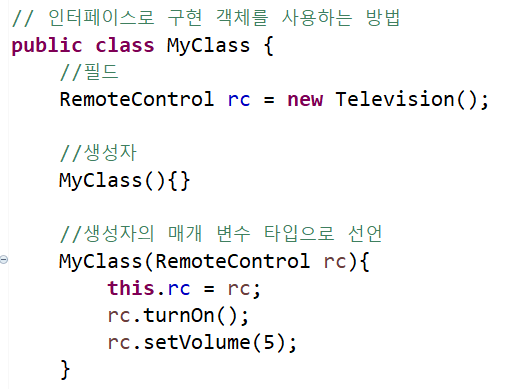 // 인터페이스로 구현 객체를 사용하는 방법
public class MyClass {
    //필드
    RemoteControl rc = new Television();

    //생성자
    MyClass(){}

    //생성자의 매개 변수 타입으로 선언
    MyClass(RemoteControl rc){
        this.rc = rc;
        rc.turnOn();
        rc.setVolume(5);
    }